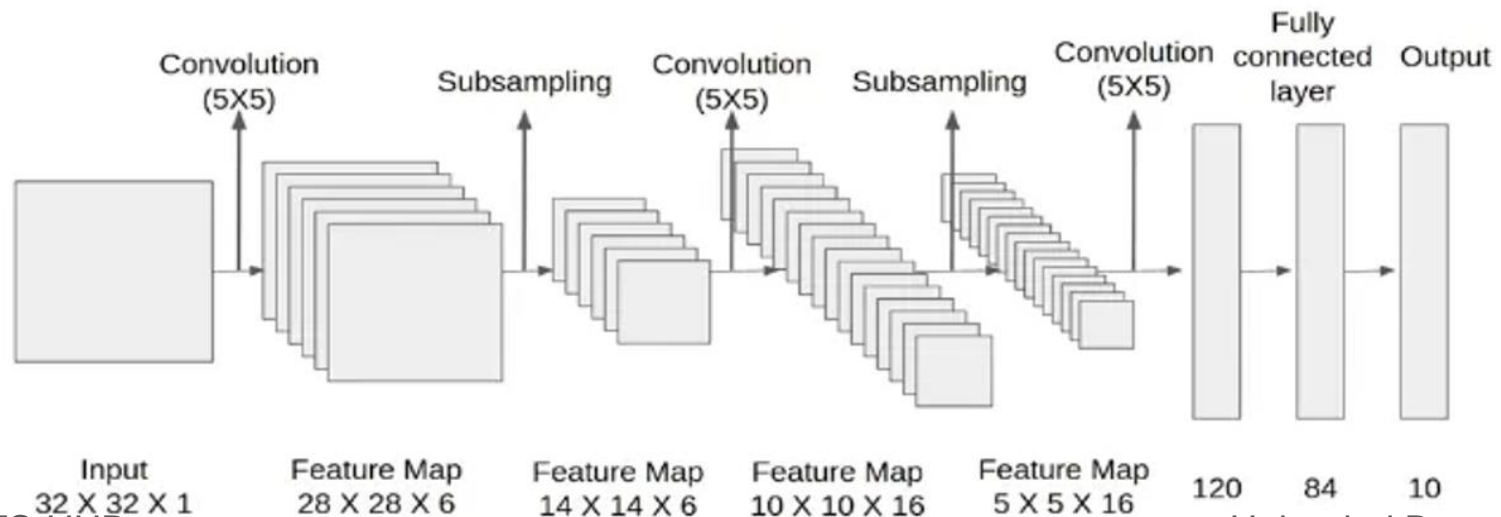 Convolution
(5X5)
Subsampling
Convolution
(5X5)
Subsampling
Convolution
(5X5)
Fully
connected
layer
Output
Input
32 X 32 X 1
Feature Map
28 X 28 X 6
Feature Map
14 X 14 X 6
Feature Map
10 X 10 X 16
Feature Map
5 X 5 X 16
120
84
10